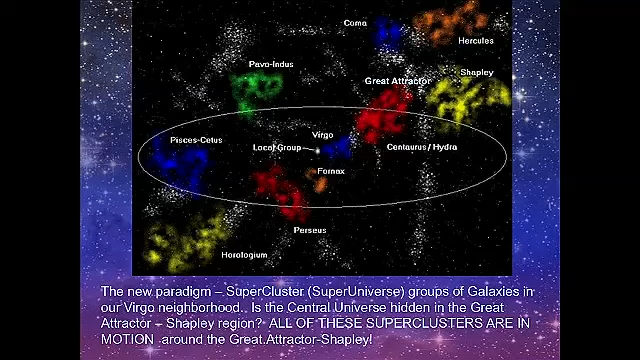 Coma
Hercules
Pavo-Indus
Shapley
Great Attractor
Virgo
Pisces-Cetus
Local Group
Centaurus / Hydra
Fornax
Perseus
Horologium
The new paradigm – SuperCluster (SuperUniverse) groups of Galaxies in
our Virgo neighborhood.. Is the Central Universe hidden in the Great
Attractor – Shapley region? ALL OF THESE SUPERCLUSTERS ARE IN
MOTION around the Great Attractor-Shapley!